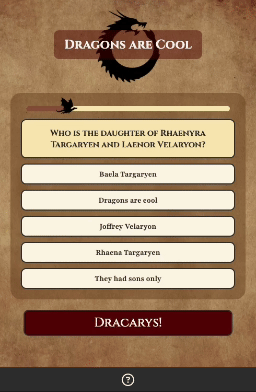 Dragons are Cool
Who is the daughter of Rhaenyra
Targaryen and Laenor Velaryon?
Baela Targaryen
Dragons are cool
Joffrey Velaryon
Rhaena Targaryen
They had sons only
Dracarys!
?